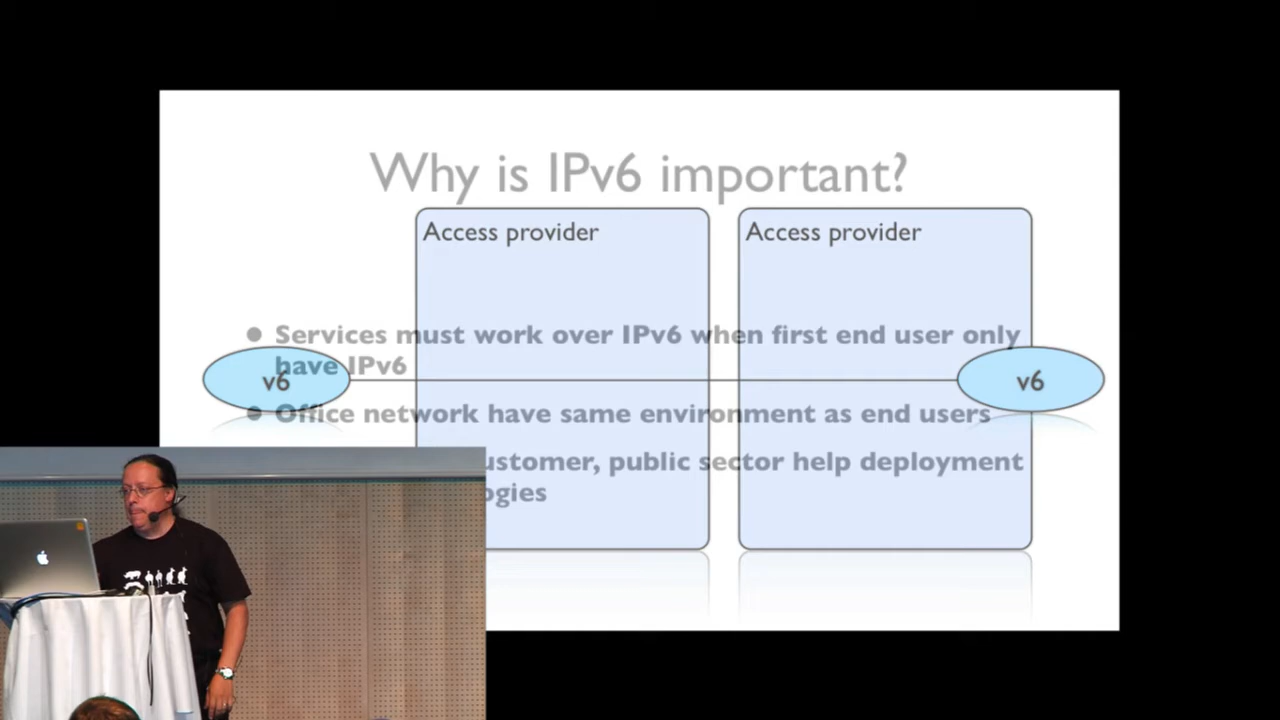 Why is IPv6 important?
Access provider
Access provider
Services must work over IPv6 when first end user only
have IPv6
v6
v6
Office network have same environment as end users
ustomer, public sector help deployment
ogies